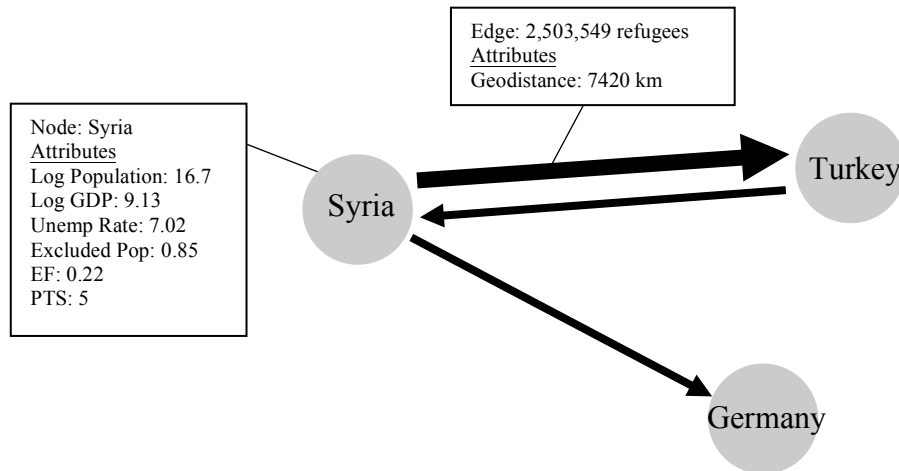 Edge: 2,503,549 refugees
Attributes
Geodistance: 7420 km
Node: Syria
Attributes
Log Population: 16.7
Log GDP: 9.13
Unemp Rate: 7.02
Excluded Pop: 0.85
EF: 0.22
PTS: 5
Syria
Turkey
Germany